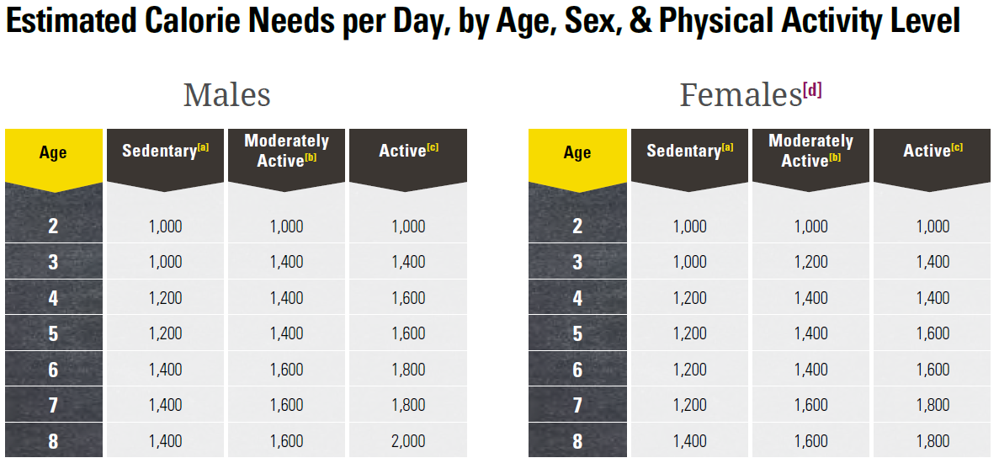 Estimated Calorie Needs per Day, by Age, Sex, & Physical Activity Level
Males
Age Sedentary[a] Moderately Active[b] Active[c]
2 1,000 1,000 1,000
3 1,000 1,400 1,400
4 1,200 1,400 1,600
5 1,200 1,400 1,600
6 1,400 1,600 1,800
7 1,400 1,600 1,800
8 1,400 1,600 2,000
Females[d]
Age Sedentary[a] Moderately Active[b] Active[c]
2 1,000 1,000 1,000
3 1,000 1,200 1,400
4 1,200 1,400 1,400
5 1,200 1,400 1,600
6 1,200 1,400 1,600
7 1,200 1,600 1,800
8 1,400 1,600 1,800